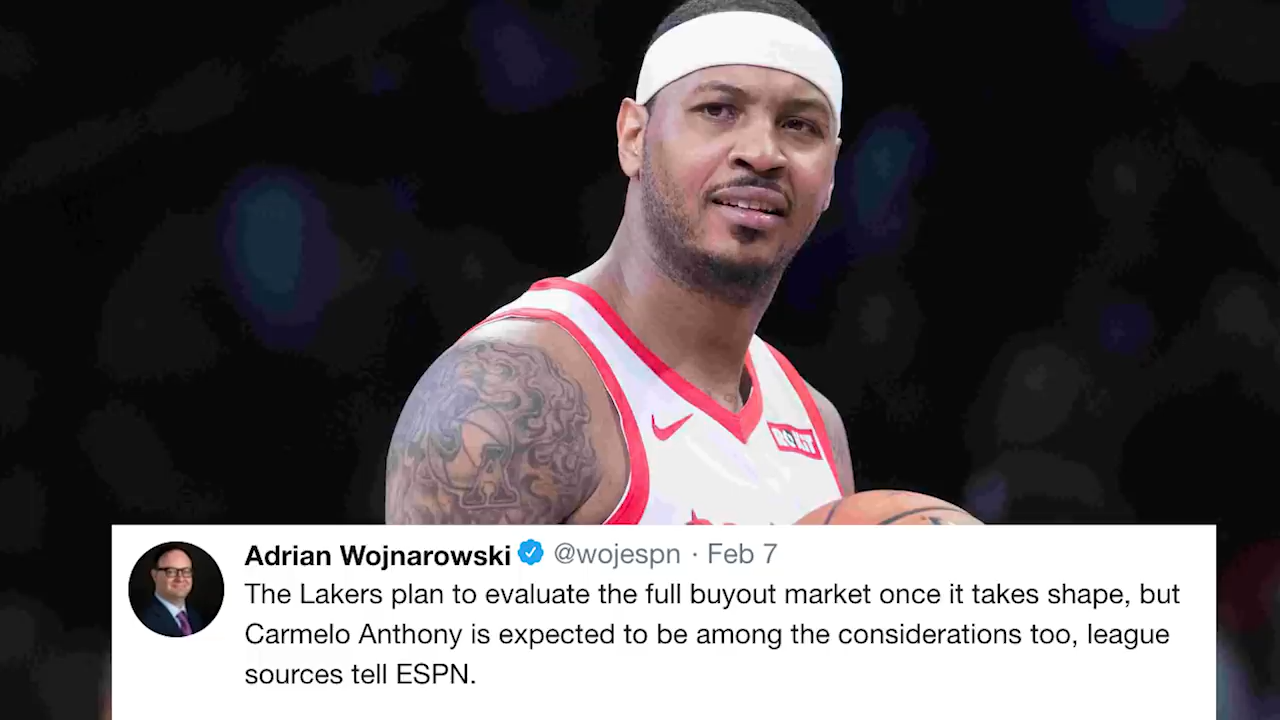 ROKiT
Adrian Wojnarowski @wojespn · Feb 7
The Lakers plan to evaluate the full buyout market once it takes shape, but
Carmelo Anthony is expected to be among the considerations too, league
sources tell ESPN.